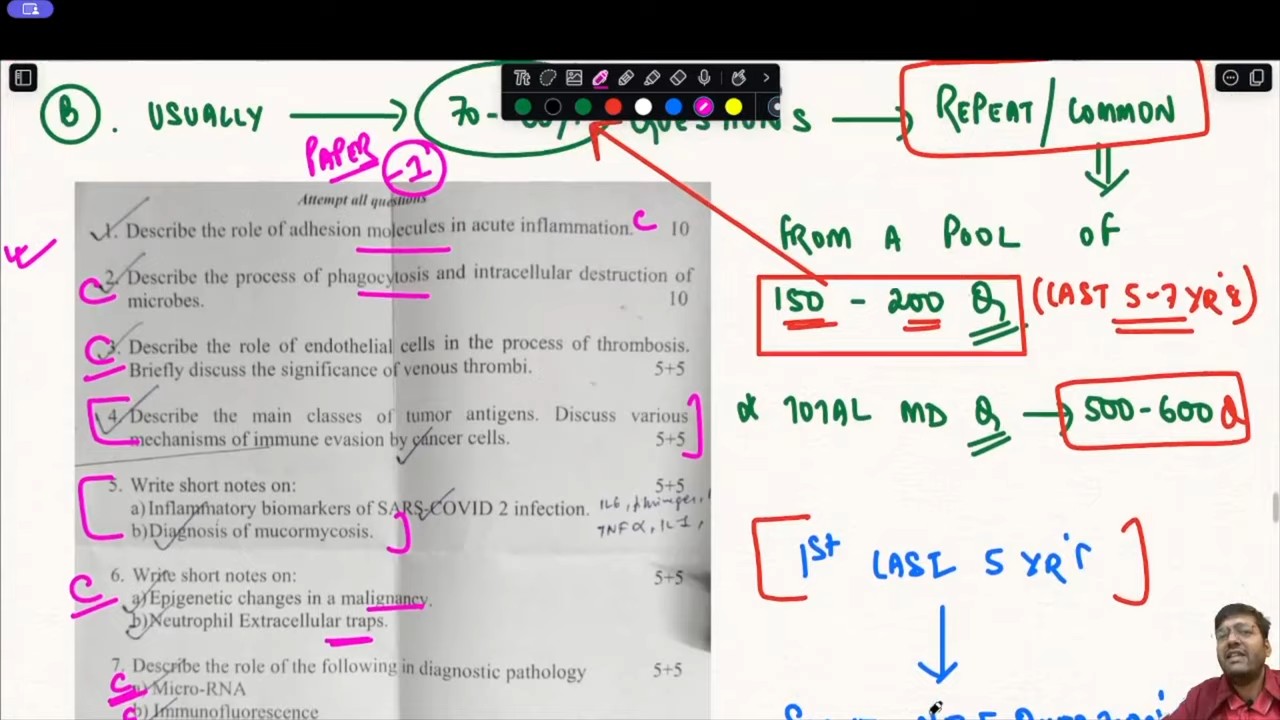 Tt
B. USUALLY → 70- QUESTIONS → REPEAT/COMMON
PAPER -1
FROM A POOL OF
150 - 200 Q (LAST 5-7 YR's)
TOTAL MD Q → 500-600 Q
1st LAST 5 YR's
Attempt all questions
1. Describe the role of adhesion molecules in acute inflammation. C 10
C 2. Describe the process of phagocytosis and intracellular destruction of
microbes. 10
C 3. Describe the role of endothelial cells in the process of thrombosis.
Briefly discuss the significance of venous thrombi. 5+5
4. Describe the main classes of tumor antigens. Discuss various
mechanisms of immune evasion by cancer cells. 5+5
5. Write short notes on: 5+5
a) Inflammatory biomarkers of SARS-COVID 2 infection. IL6,
b) Diagnosis of mucormycosis. TNF α, IL-1,
C 6. Write short notes on: 5+5
a) Epigenetic changes in a malignancy.
b) Neutrophil Extracellular traps.
7. Describe the role of the following in diagnostic pathology 5+5
C a) Micro-RNA
b) Immunofluorescence